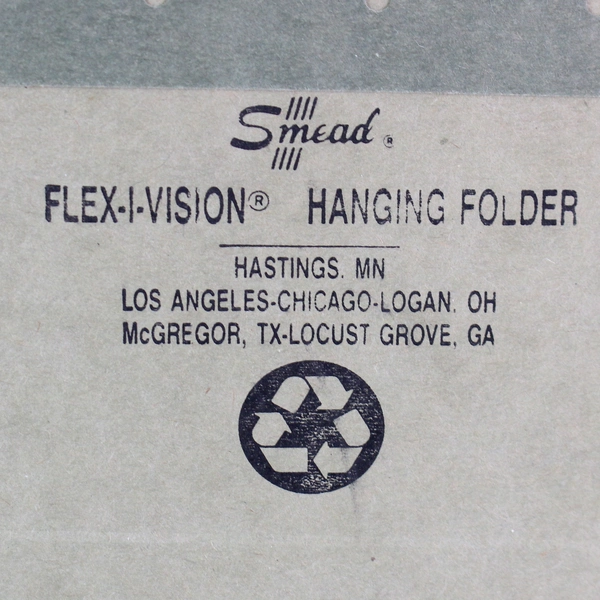 Smead®
FLEX-I-VISION® HANGING FOLDER
HASTINGS, MN
LOS ANGELES-CHICAGO-LOGAN, OH
McGREGOR, TX-LOCUST GROVE, GA